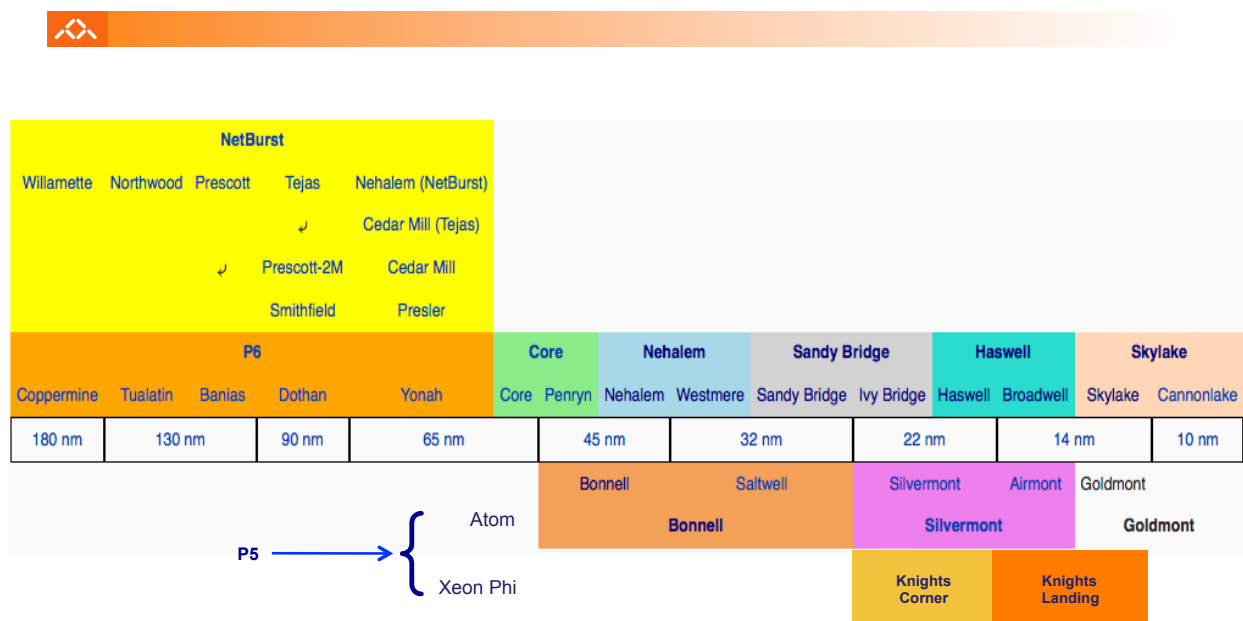 NetBurst
Willamette Northwood Prescott Tejas Nehalem (NetBurst)
Cedar Mill (Tejas)
Prescott-2M Cedar Mill
Smithfield Presler
P6 Core Nehalem Sandy Bridge Haswell Skylake
Coppermine Tualatin Banias Dothan Yonah Core Penryn Nehalem Westmere Sandy Bridge Ivy Bridge Haswell Broadwell Skylake Cannonlake
180 nm 130 nm 90 nm 65 nm 45 nm 32 nm 22 nm 14 nm 10 nm
Bonnell Saltwell Silvermont Airmont Goldmont
Atom Bonnell Silvermont Goldmont
P5
Xeon Phi
Knights
Corner
Knights
Landing